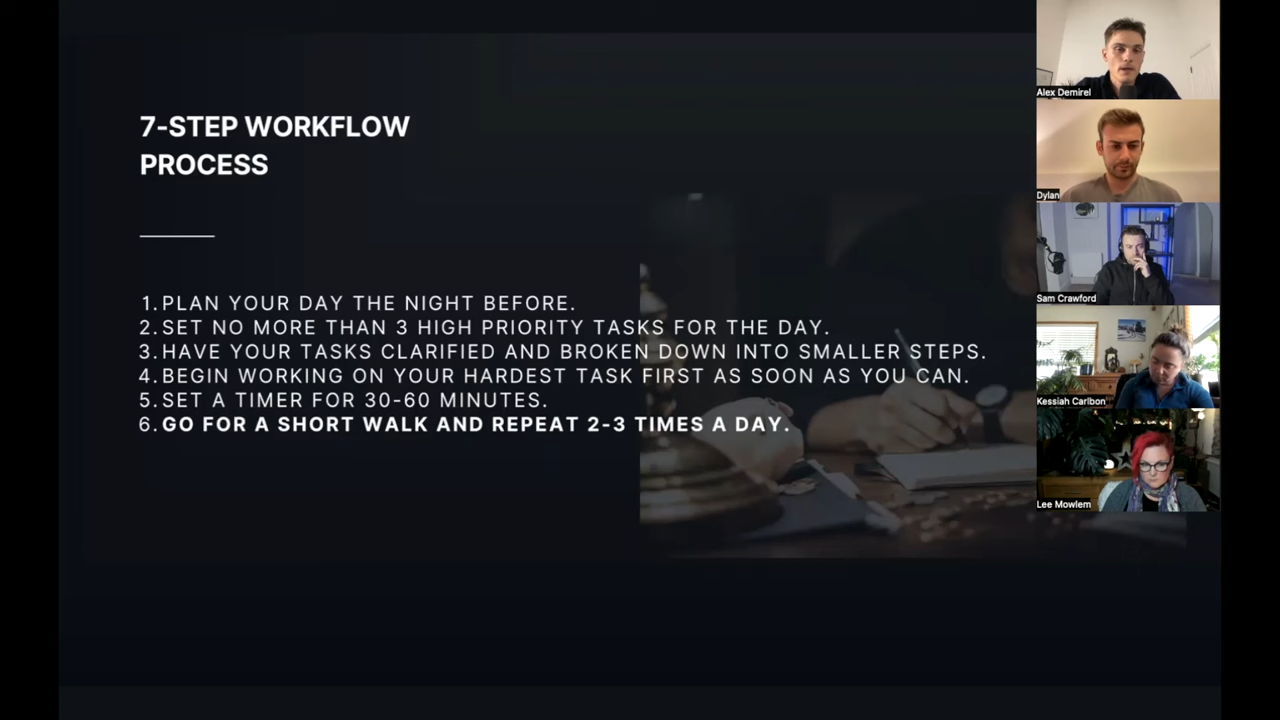 7-STEP WORKFLOW
PROCESS
1. PLAN YOUR DAY THE NIGHT BEFORE.
2. SET NO MORE THAN 3 HIGH PRIORITY TASKS FOR THE DAY.
3. HAVE YOUR TASKS CLARIFIED AND BROKEN DOWN INTO SMALLER STEPS.
4. BEGIN WORKING ON YOUR HARDEST TASK FIRST AS SOON AS YOU CAN.
5. SET A TIMER FOR 30-60 MINUTES.
6. GO FOR A SHORT WALK AND REPEAT 2-3 TIMES A DAY.
Alex Demirel
Dylan
Sam Crawford
Kessiah Carlbon
Lee Mowlem